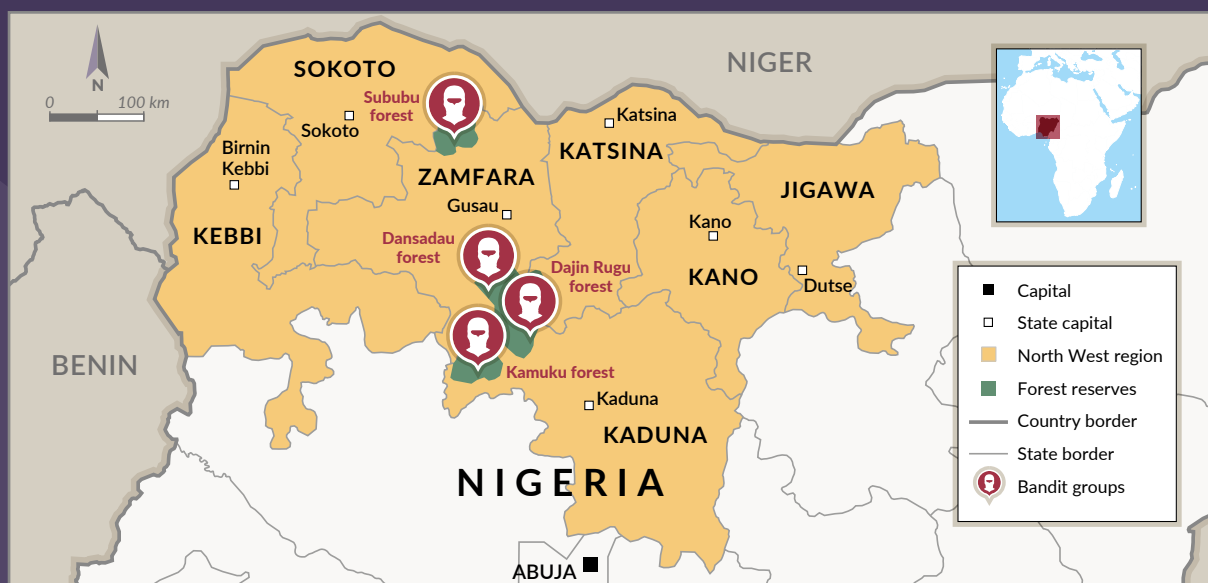 NIGER
SOKOTO
N
0 100 km
Sububu
forest
Sokoto
Katsina
Birnin
Kebbi
KATSINA
ZAMFARA
JIGAWA
Gusau
Kano
KEBBI
Dansadau
forest
Dajin Rugu
forest
KANO
Dutse
BENIN
Kamuku forest
Kaduna
KADUNA
NIGERIA
ABUJA
Capital
State capital
North West region
Forest reserves
Country border
State border
Bandit groups